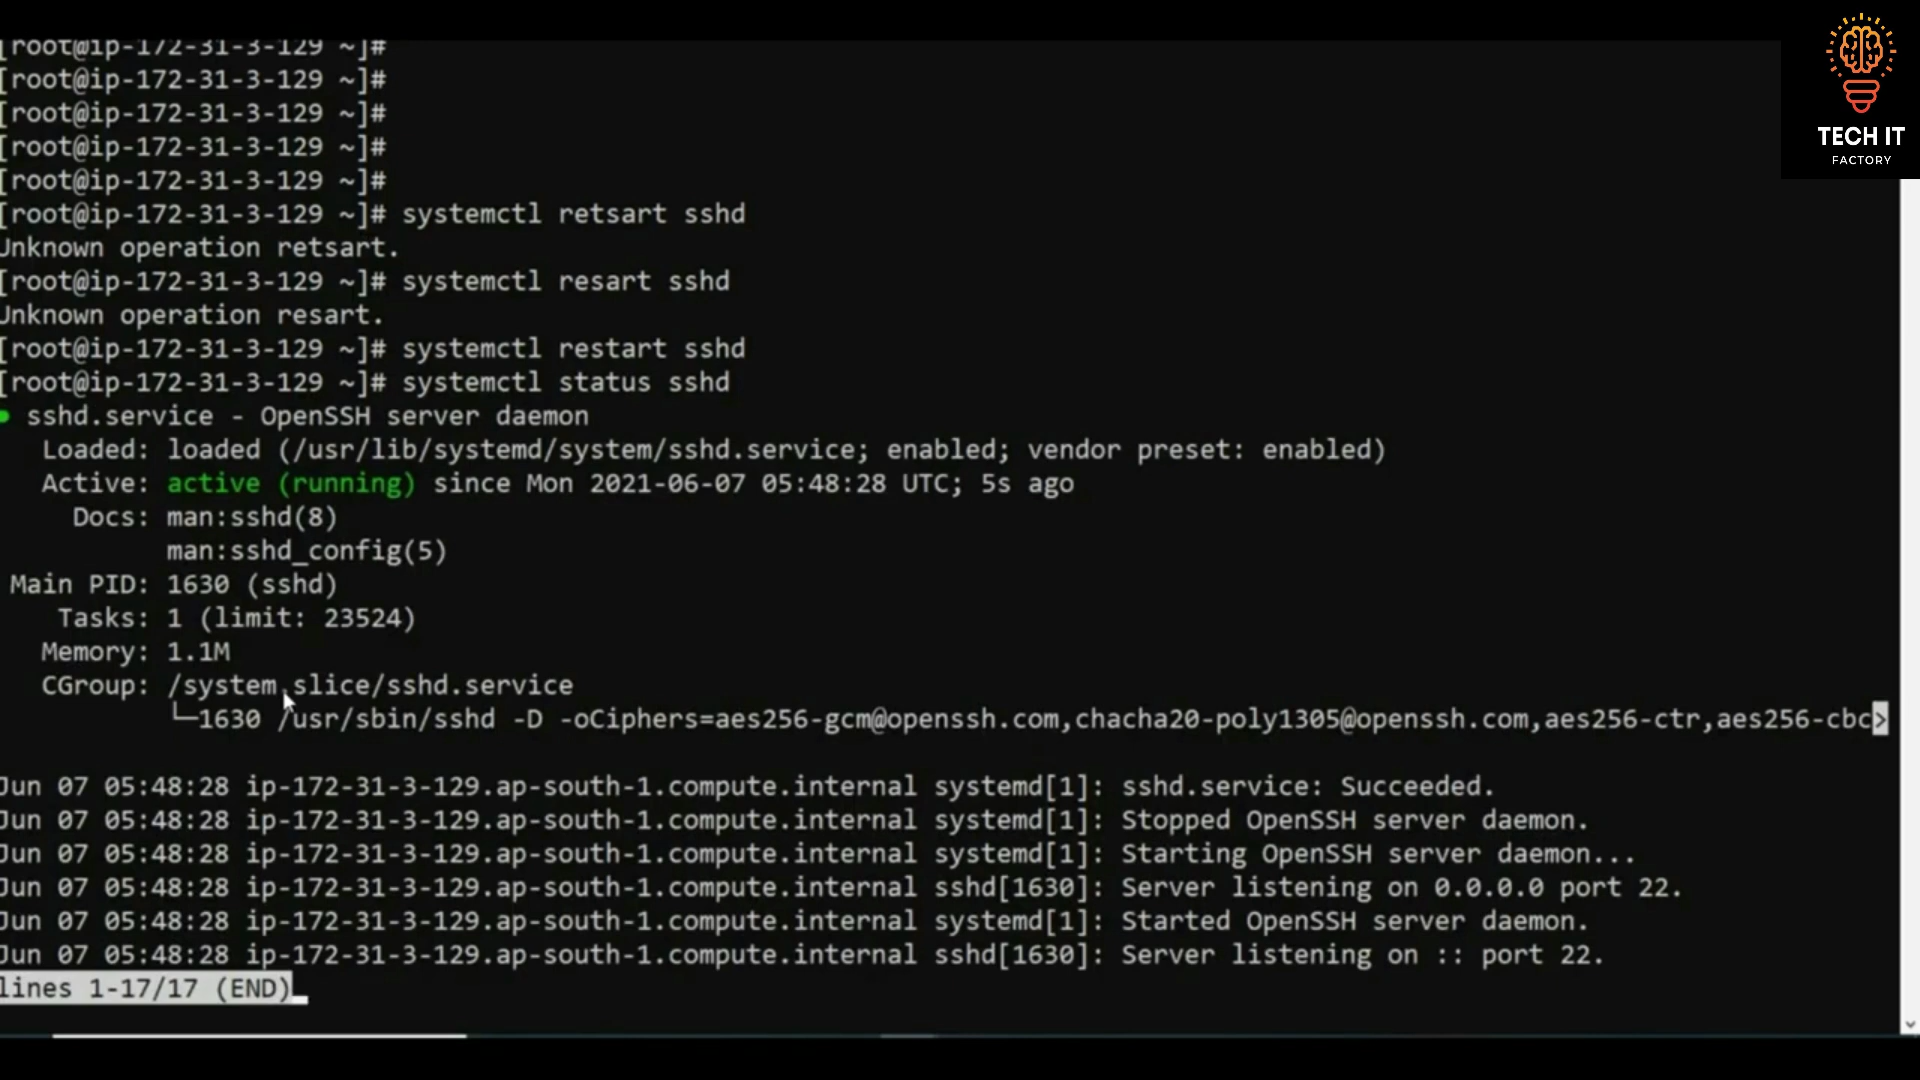 [root@ip-172-31-3-129 ~]#
[root@ip-172-31-3-129 ~]#
[root@ip-172-31-3-129 ~]#
[root@ip-172-31-3-129 ~]#
[root@ip-172-31-3-129 ~]#
[root@ip-172-31-3-129 ~]# systemctl retsart sshd
Unknown operation retsart.
[root@ip-172-31-3-129 ~]# systemctl resart sshd
Unknown operation resart.
[root@ip-172-31-3-129 ~]# systemctl restart sshd
[root@ip-172-31-3-129 ~]# systemctl status sshd
● sshd.service - OpenSSH server daemon
Loaded: loaded (/usr/lib/systemd/system/sshd.service; enabled; vendor preset: enabled)
Active: active (running) since Mon 2021-06-07 05:48:28 UTC; 5s ago
Docs: man:sshd(8)
man:sshd_config(5)
Main PID: 1630 (sshd)
Tasks: 1 (limit: 23524)
Memory: 1.1M
CGroup: /system.slice/sshd.service
└─1630 /usr/sbin/sshd -D -oCiphers=aes256-gcm@openssh.com,chacha20-poly1305@openssh.com,aes256-ctr,aes256-cbc>
Jun 07 05:48:28 ip-172-31-3-129.ap-south-1.compute.internal systemd[1]: sshd.service: Succeeded.
Jun 07 05:48:28 ip-172-31-3-129.ap-south-1.compute.internal systemd[1]: Stopped OpenSSH server daemon.
Jun 07 05:48:28 ip-172-31-3-129.ap-south-1.compute.internal systemd[1]: Starting OpenSSH server daemon...
Jun 07 05:48:28 ip-172-31-3-129.ap-south-1.compute.internal sshd[1630]: Server listening on 0.0.0.0 port 22.
Jun 07 05:48:28 ip-172-31-3-129.ap-south-1.compute.internal systemd[1]: Started OpenSSH server daemon.
Jun 07 05:48:28 ip-172-31-3-129.ap-south-1.compute.internal sshd[1630]: Server listening on :: port 22.
lines 1-17/17 (END)
TECH IT
FACTORY